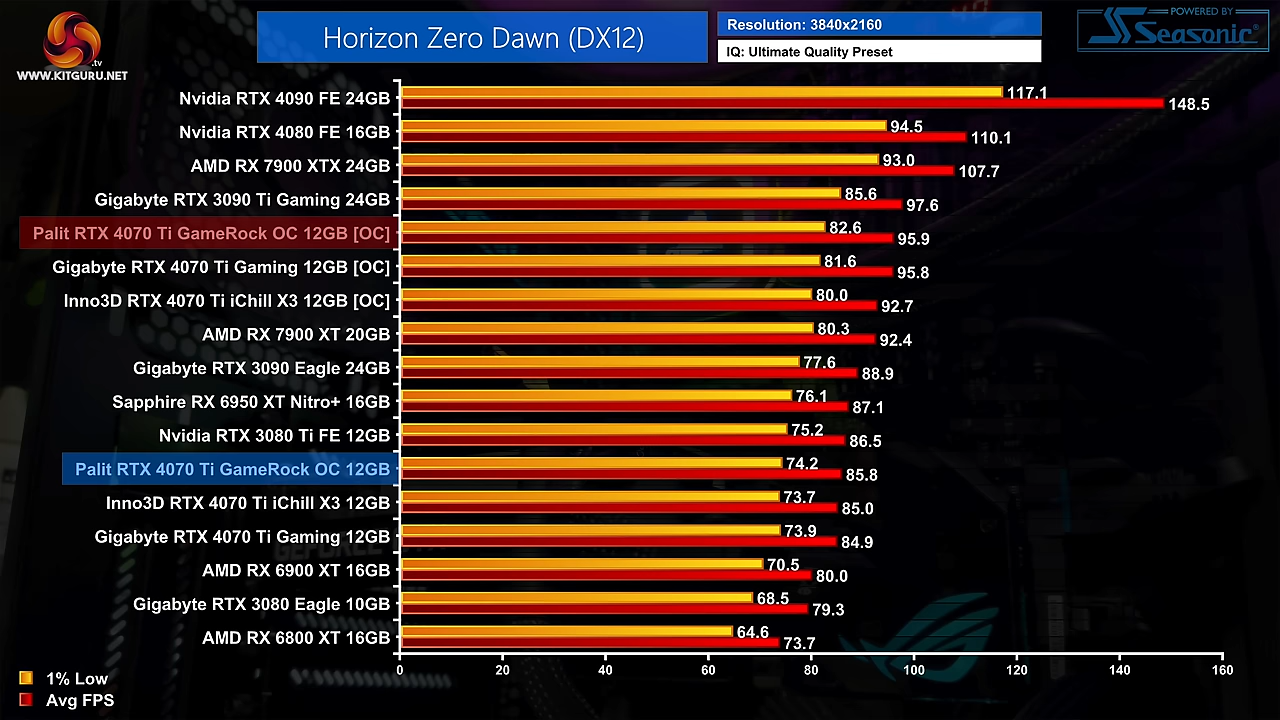 Horizon Zero Dawn (DX12)
Resolution: 3840x2160
IQ: Ultimate Quality Preset
POWERED BY
Seasonic
.tv
WWW.KITGURU.NET
Nvidia RTX 4090 FE 24GB 117.1 148.5
Nvidia RTX 4080 FE 16GB 94.5 110.1
AMD RX 7900 XTX 24GB 93.0 107.7
Gigabyte RTX 3090 Ti Gaming 24GB 85.6 97.6
Palit RTX 4070 Ti GameRock OC 12GB [OC] 82.6 95.9
Gigabyte RTX 4070 Ti Gaming 12GB [OC] 81.6 95.8
Inno3D RTX 4070 Ti iChill X3 12GB [OC] 80.0 92.7
AMD RX 7900 XT 20GB 80.3 92.4
Gigabyte RTX 3090 Eagle 24GB 77.6 88.9
Sapphire RX 6950 XT Nitro+ 16GB 76.1 87.1
Nvidia RTX 3080 Ti FE 12GB 75.2 86.5
Palit RTX 4070 Ti GameRock OC 12GB 74.2 85.8
Inno3D RTX 4070 Ti iChill X3 12GB 73.7 85.0
Gigabyte RTX 4070 Ti Gaming 12GB 73.9 84.9
AMD RX 6900 XT 16GB 70.5 80.0
Gigabyte RTX 3080 Eagle 10GB 68.5 79.3
AMD RX 6800 XT 16GB 64.6 73.7
0 20 40 60 80 100 120 140 160
1% Low
Avg FPS